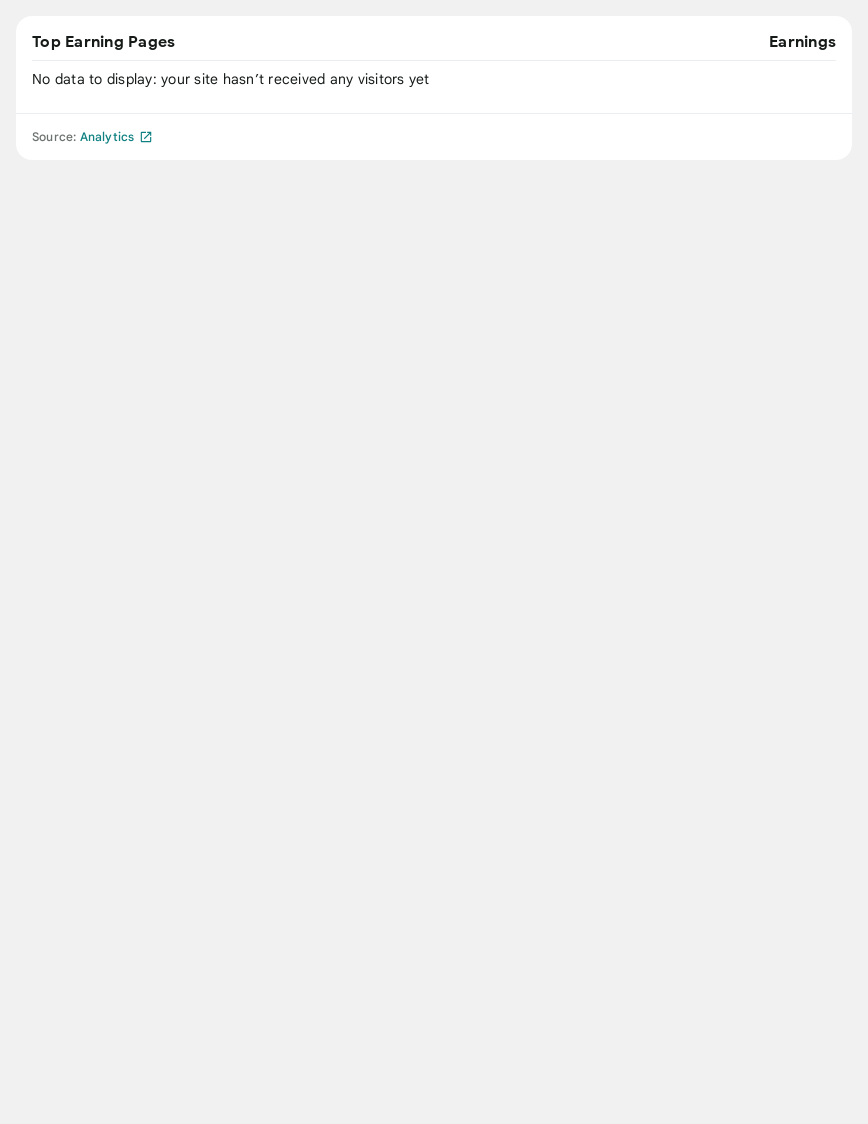 Top Earning Pages Earnings
No data to display: your site hasn’t received any visitors yet
Source: Analytics